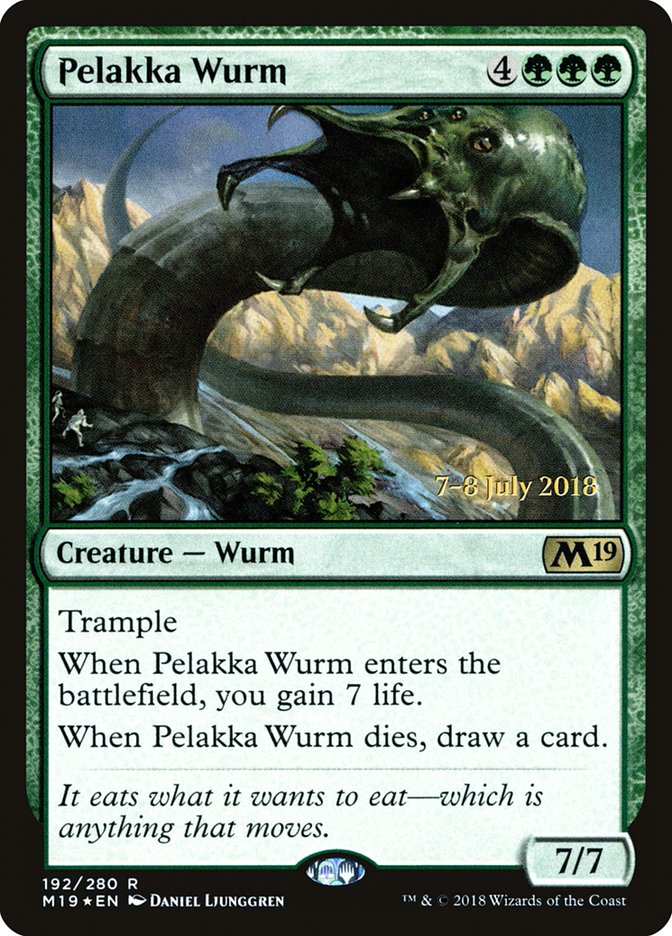 Pelakka Wurm 4
7–8 July 2018
Creature — Wurm M19
Trample
When Pelakka Wurm enters the
battlefield, you gain 7 life.
When Pelakka Wurm dies, draw a card.
It eats what it wants to eat—which is
anything that moves.
7/7
192/280 R
M19★EN Daniel Ljunggren
™ & © 2018 Wizards of the Coast